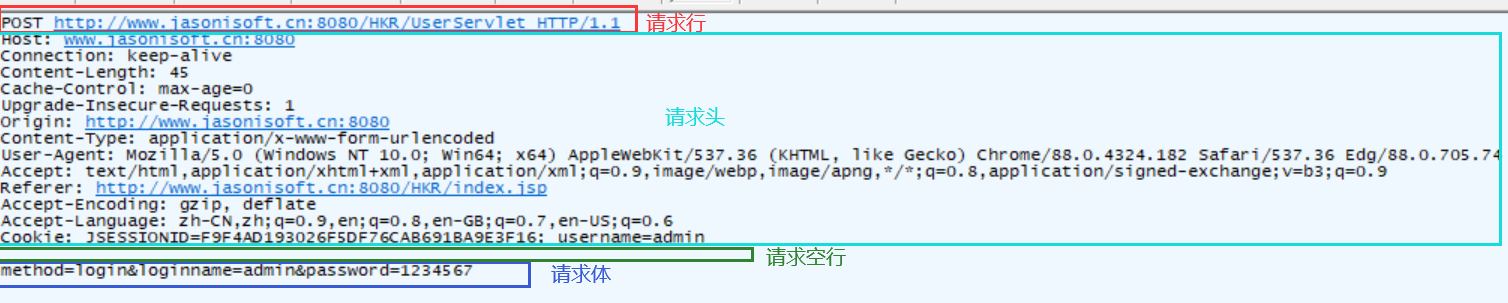 POST http://www.jasonisoft.cn:8080/HKR/UserServlet HTTP/1.1 请求行
Host: www.jasonisoft.cn:8080
Connection: keep-alive
Content-Length: 45
Cache-Control: max-age=0
Upgrade-Insecure-Requests: 1
Origin: http://www.jasonisoft.cn:8080
请求头
Content-Type: application/x-www-form-urlencoded
User-Agent: Mozilla/5.0 (Windows NT 10.0; Win64; x64) AppleWebKit/537.36 (KHTML, like Gecko) Chrome/88.0.4324.182 Safari/537.36 Edg/88.0.705.74
Accept: text/html,application/xhtml+xml,application/xml;q=0.9,image/webp,image/apng,*/*;q=0.8,application/signed-exchange;v=b3;q=0.9
Referer: http://www.jasonisoft.cn:8080/HKR/index.jsp
Accept-Encoding: gzip, deflate
Accept-Language: zh-CN,zh;q=0.9,en;q=0.8,en-GB;q=0.7,en-US;q=0.6
Cookie: JSESSIONID=F9F4AD193026F5DF76CAB691BA9E3F16; username=admin
请求空行
method=login&loginname=admin&password=1234567 请求体